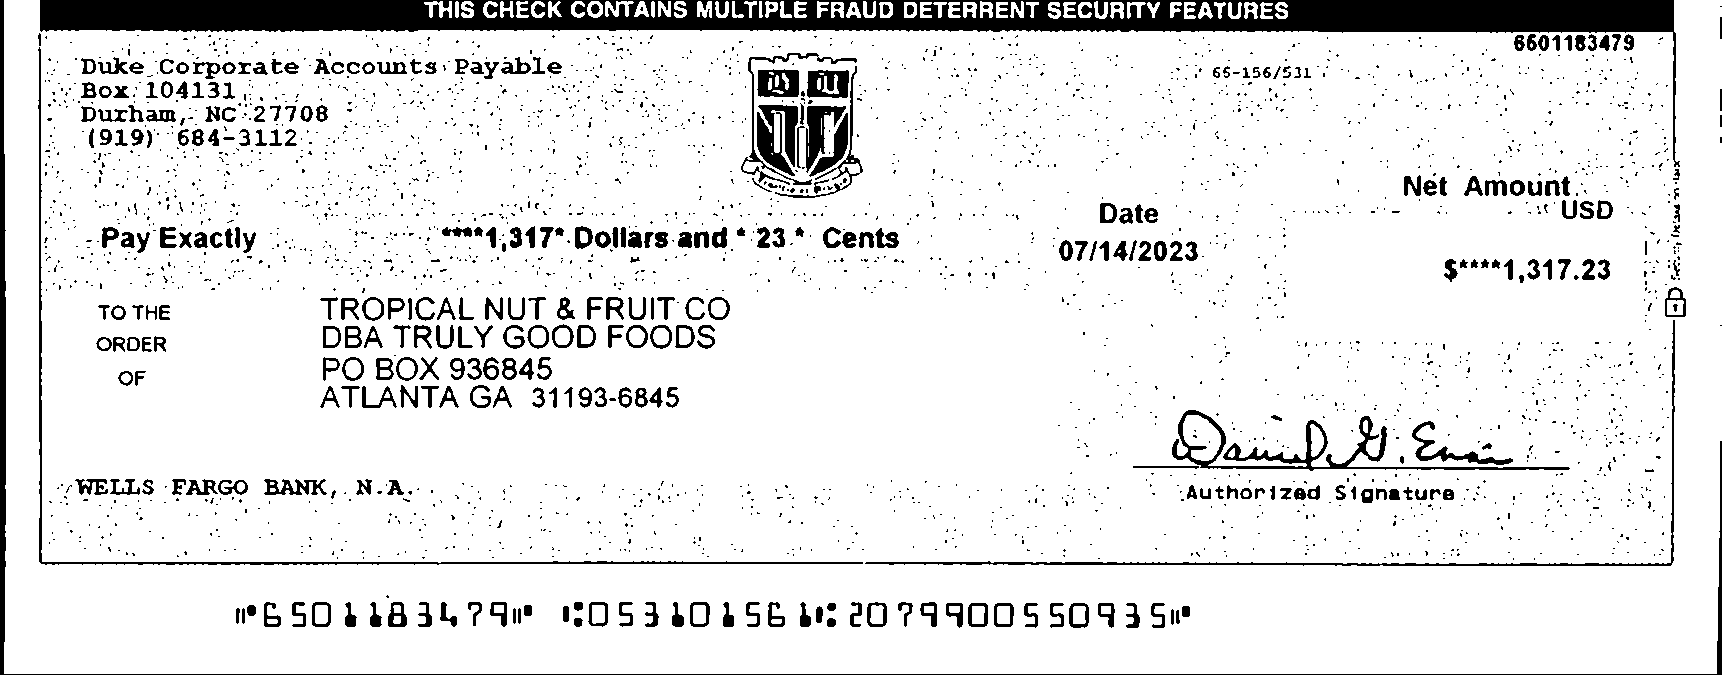 THIS CHECK CONTAINS MULTIPLE FRAUD DETERRENT SECURITY FEATURES
6601183479
Duke Corporate Accounts Payable
Box 104131
Durham, NC 27708
(919) 684-3112
66-156/531
Net Amount
USD
Date
Pay Exactly ****1,317* Dollars and * 23 * Cents
07/14/2023
$****1,317.23
TO THE
ORDER
OF
TROPICAL NUT & FRUIT CO
DBA TRULY GOOD FOODS
PO BOX 936845
ATLANTA GA 31193-6845
WELLS FARGO BANK, N.A.
Authorized Signature
⑈6501183479⑈ ⑆053101561⑆2079900550935⑈